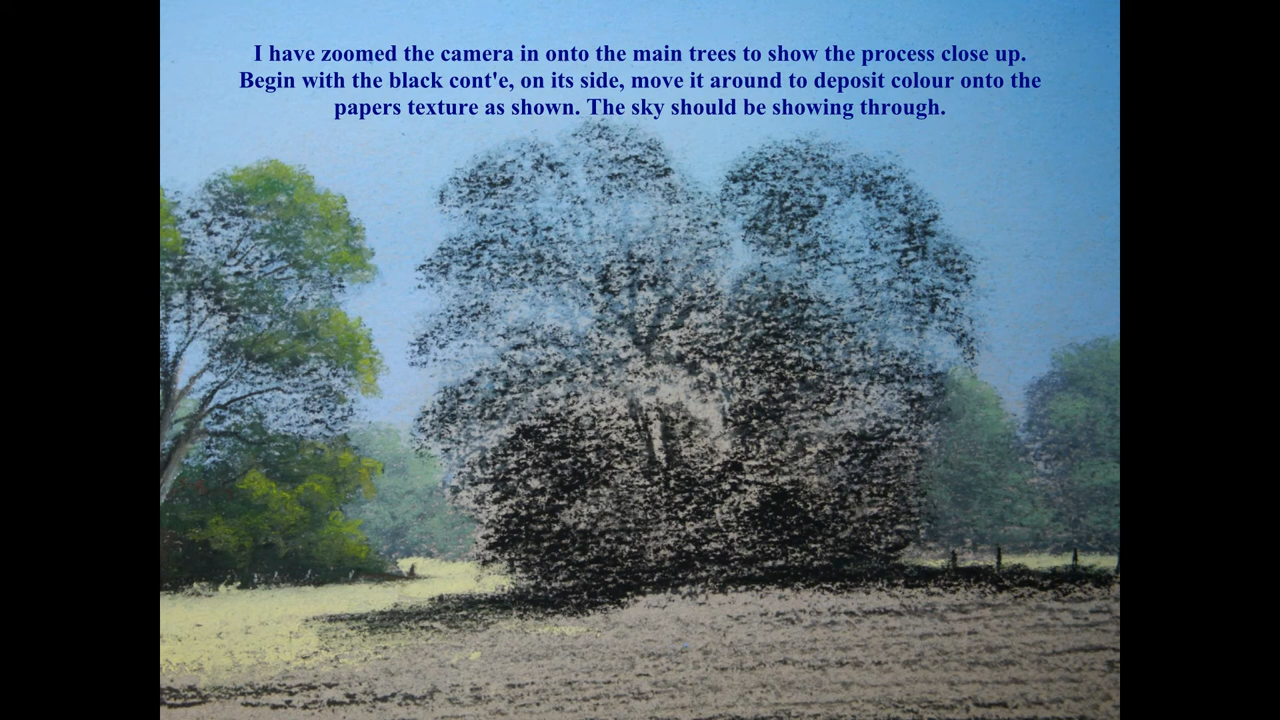 I have zoomed the camera in onto the main trees to show the process close up.
Begin with the black cont'e, on its side, move it around to deposit colour onto the
papers texture as shown. The sky should be showing through.